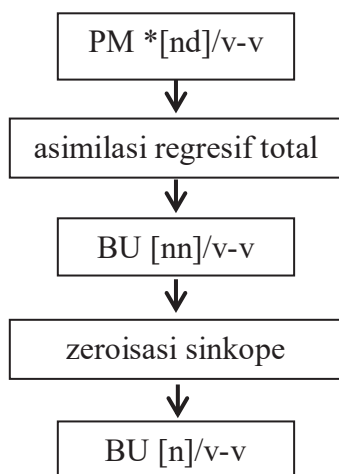 PM *[nd]/v-v
asimilasi regresif total
BU [nn]/v-v
zeroisasi sinkope
BU [n]/v-v